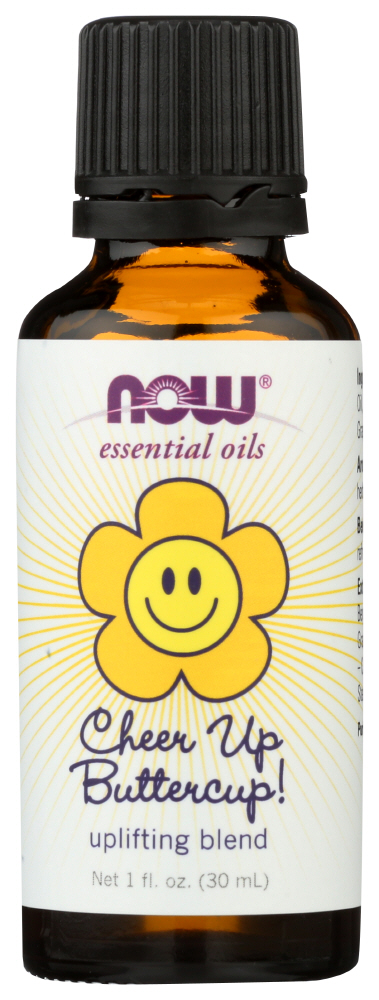 now®
essential oils
Cheer Up
Buttercup!
uplifting blend
Net 1 fl. oz. (30 mL)